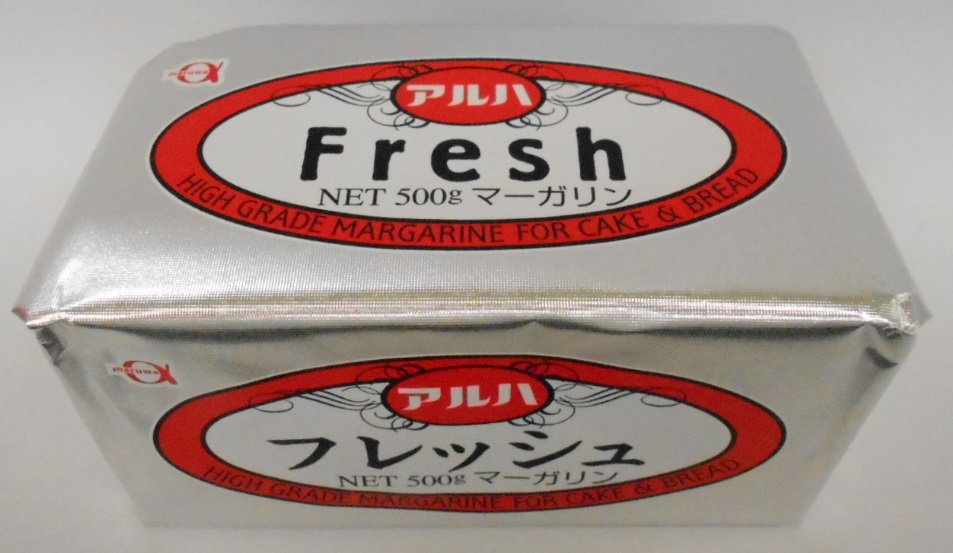 maruwa α
アルハ
Fresh
NET 500g マーガリン
HIGH GRADE MARGARINE FOR CAKE & BREAD
maruwa α
アルハ
フレッシュ
NET 500g マーガリン
HIGH GRADE MARGARINE FOR CAKE & BREAD